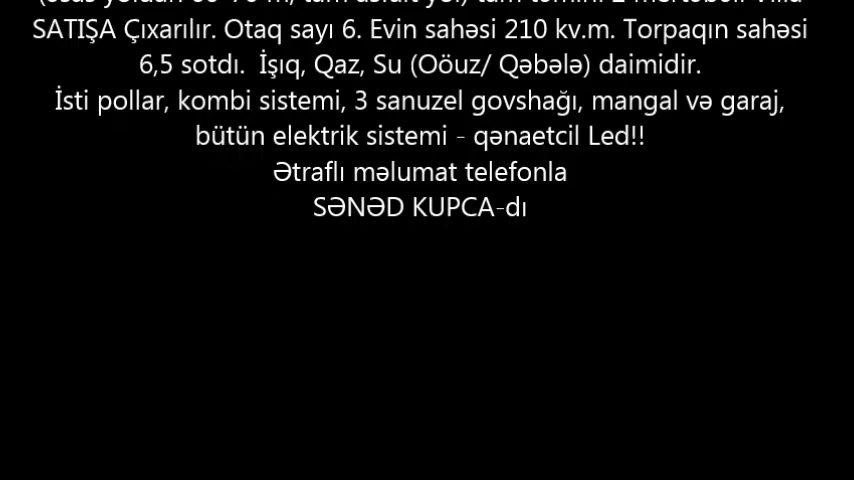 SATIŞA Çıxarılır. Otaq sayı 6. Evin sahəsi 210 kv.m. Torpaqın sahəsi
6,5 sotdı. İşıq, Qaz, Su (Oöuz/ Qəbələ) daimidir.
İsti pollar, kombi sistemi, 3 sanuzel govshağı, mangal və garaj,
bütün elektrik sistemi - qənaetcil Led!!
Ətraflı məlumat telefonla
SƏNƏD KUPCA-dı